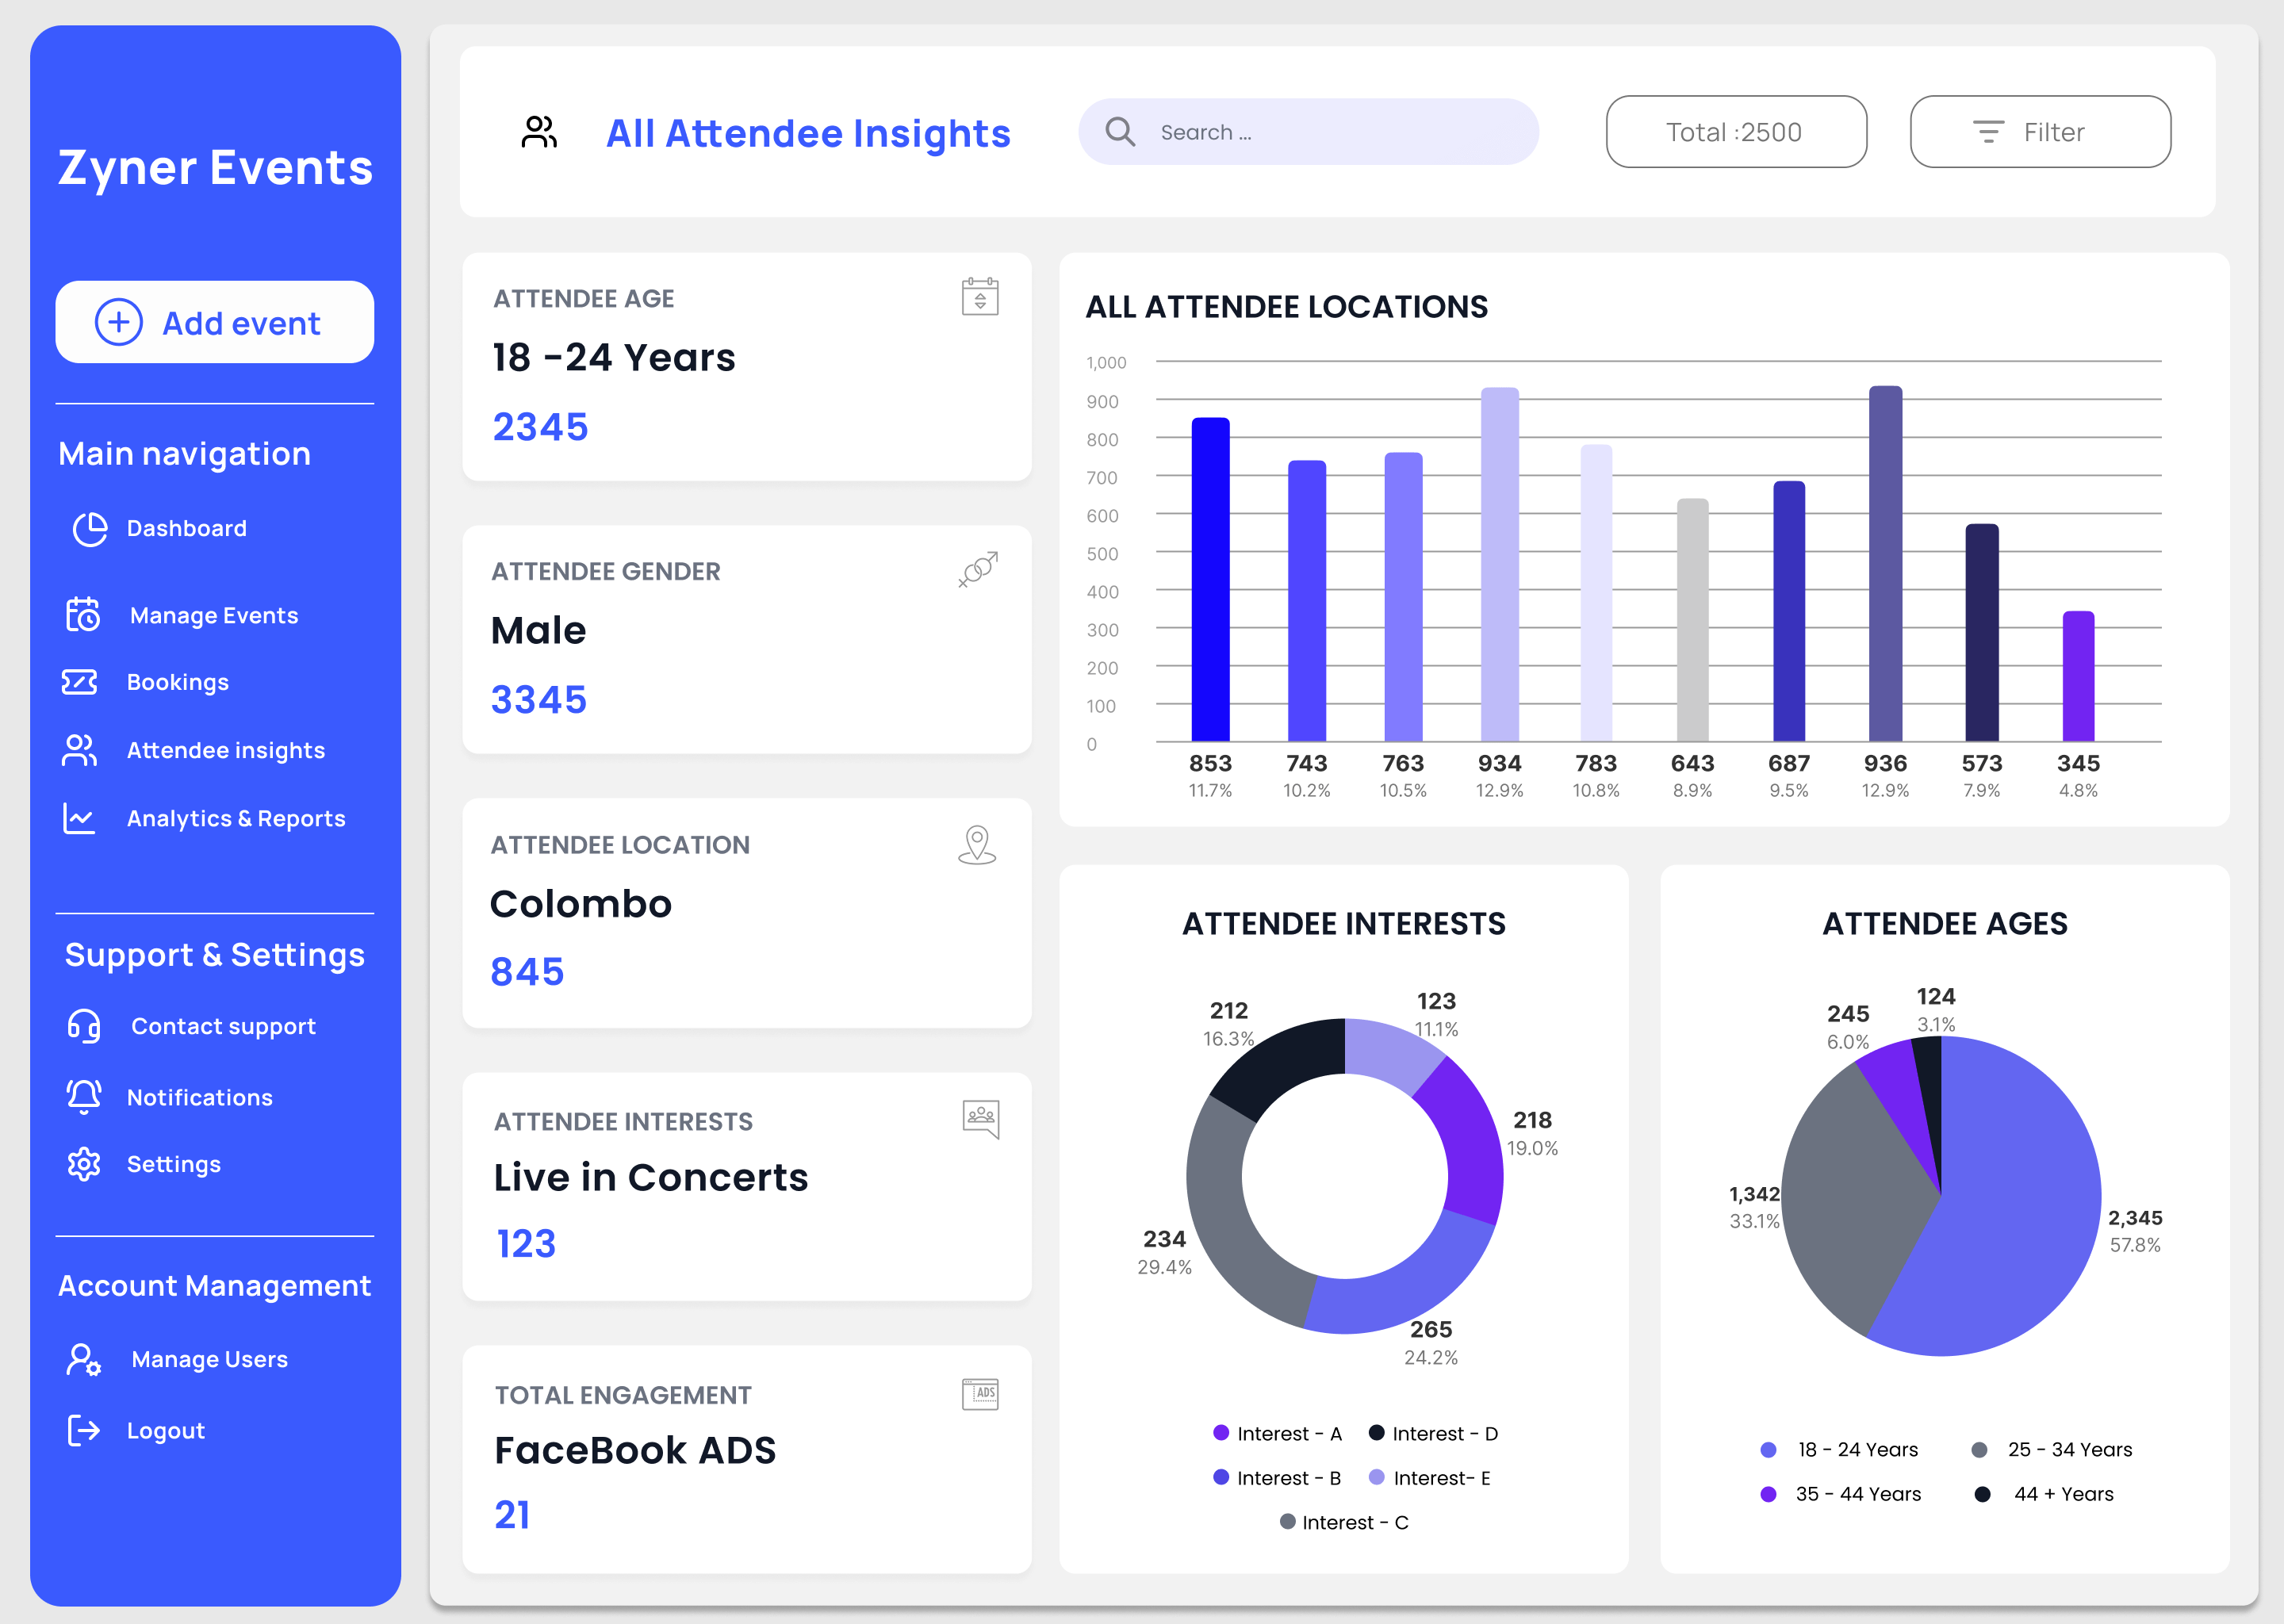 Zyner Events
Add event
Main navigation
Dashboard
Manage Events
Bookings
Attendee insights
Analytics & Reports
Support & Settings
Contact support
Notifications
Settings
Account Management
Manage Users
Logout
All Attendee Insights
Search ...
Total :2500
Filter
ATTENDEE AGE
18 -24 Years
2345
ATTENDEE GENDER
Male
3345
ATTENDEE LOCATION
Colombo
845
ATTENDEE INTERESTS
Live in Concerts
123
TOTAL ENGAGEMENT
ADS
FaceBook ADS
21
ALL ATTENDEE LOCATIONS
1,000
900
800
700
600
500
400
300
200
100
0
853 743 763 934 783 643 687 936 573 345
11.7% 10.2% 10.5% 12.9% 10.8% 8.9% 9.5% 12.9% 7.9% 4.8%
ATTENDEE INTERESTS
123
11.1%
212
16.3%
218
19.0%
234
29.4%
265
24.2%
Interest - A Interest - D
Interest - B Interest- E
Interest - C
ATTENDEE AGES
124
3.1%
245
6.0%
1,342
33.1%
2,345
57.8%
18 - 24 Years 25 - 34 Years
35 - 44 Years 44 + Years